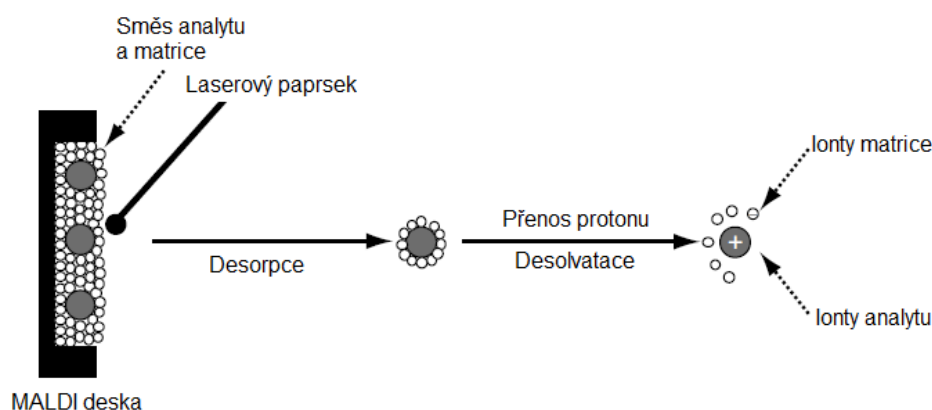 Směs analytu
a matrice
Laserový paprsek
Ionty matrice
Přenos protonu
Desorpce
Desolvatace
+
Ionty analytu
MALDI deska